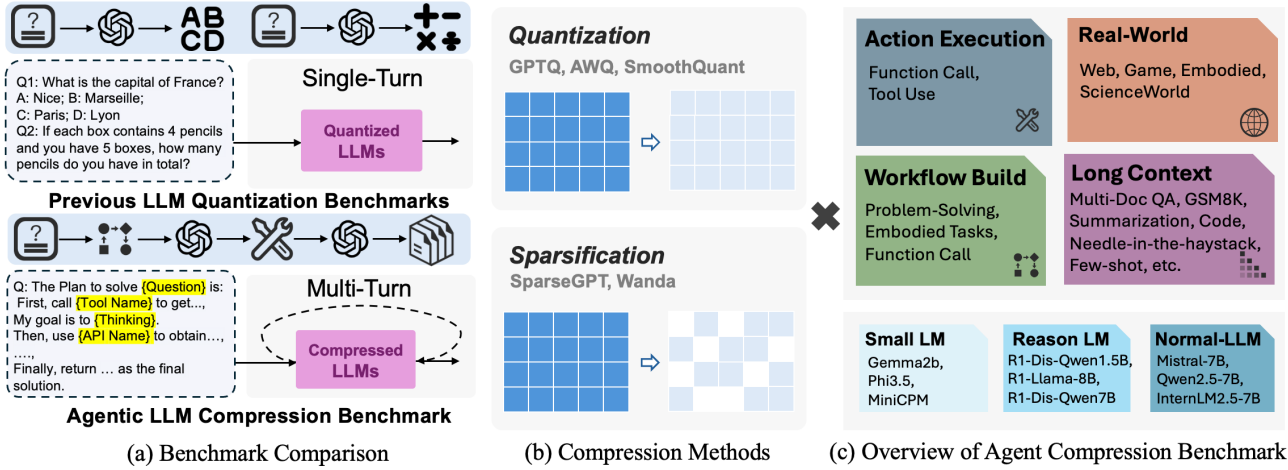 ?
AB
CD
?
Q1: What is the capital of France?
A: Nice; B: Marseille;
C: Paris; D: Lyon
Q2: If each box contains 4 pencils
and you have 5 boxes, how many
pencils do you have in total?
Single-Turn
Quantized
LLMs
Previous LLM Quantization Benchmarks
?
Q: The Plan to solve {Question} is:
First, call {Tool Name} to get...,
My goal is to {Thinking}.
Then, use {API Name} to obtain…,
….,
Finally, return … as the final
solution.
Multi-Turn
Compressed
LLMs
Agentic LLM Compression Benchmark
(a) Benchmark Comparison
Quantization
GPTQ, AWQ, SmoothQuant
Sparsification
SparseGPT, Wanda
(b) Compression Methods
Action Execution
Function Call,
Tool Use
Real-World
Web, Game, Embodied,
ScienceWorld
Workflow Build
Problem-Solving,
Embodied Tasks,
Function Call
Long Context
Multi-Doc QA, GSM8K,
Summarization, Code,
Needle-in-the-haystack,
Few-shot, etc.
Small LM
Gemma2b,
Phi3.5,
MiniCPM
Reason LM
R1-Dis-Qwen1.5B,
R1-Llama-8B,
R1-Dis-Qwen7B
Normal-LLM
Mistral-7B,
Qwen2.5-7B,
InternLM2.5-7B
(c) Overview of Agent Compression Benchmark